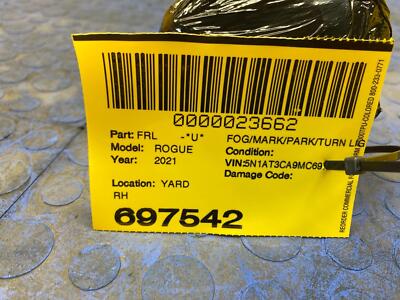 0000023662
Part: FRL -*U* FOG/MARK/PARK/TURN L
Model: ROGUE Condition:
Year: 2021 VIN:5N1AT3CA9MC69
Damage Code:
Location: YARD
RH
697542